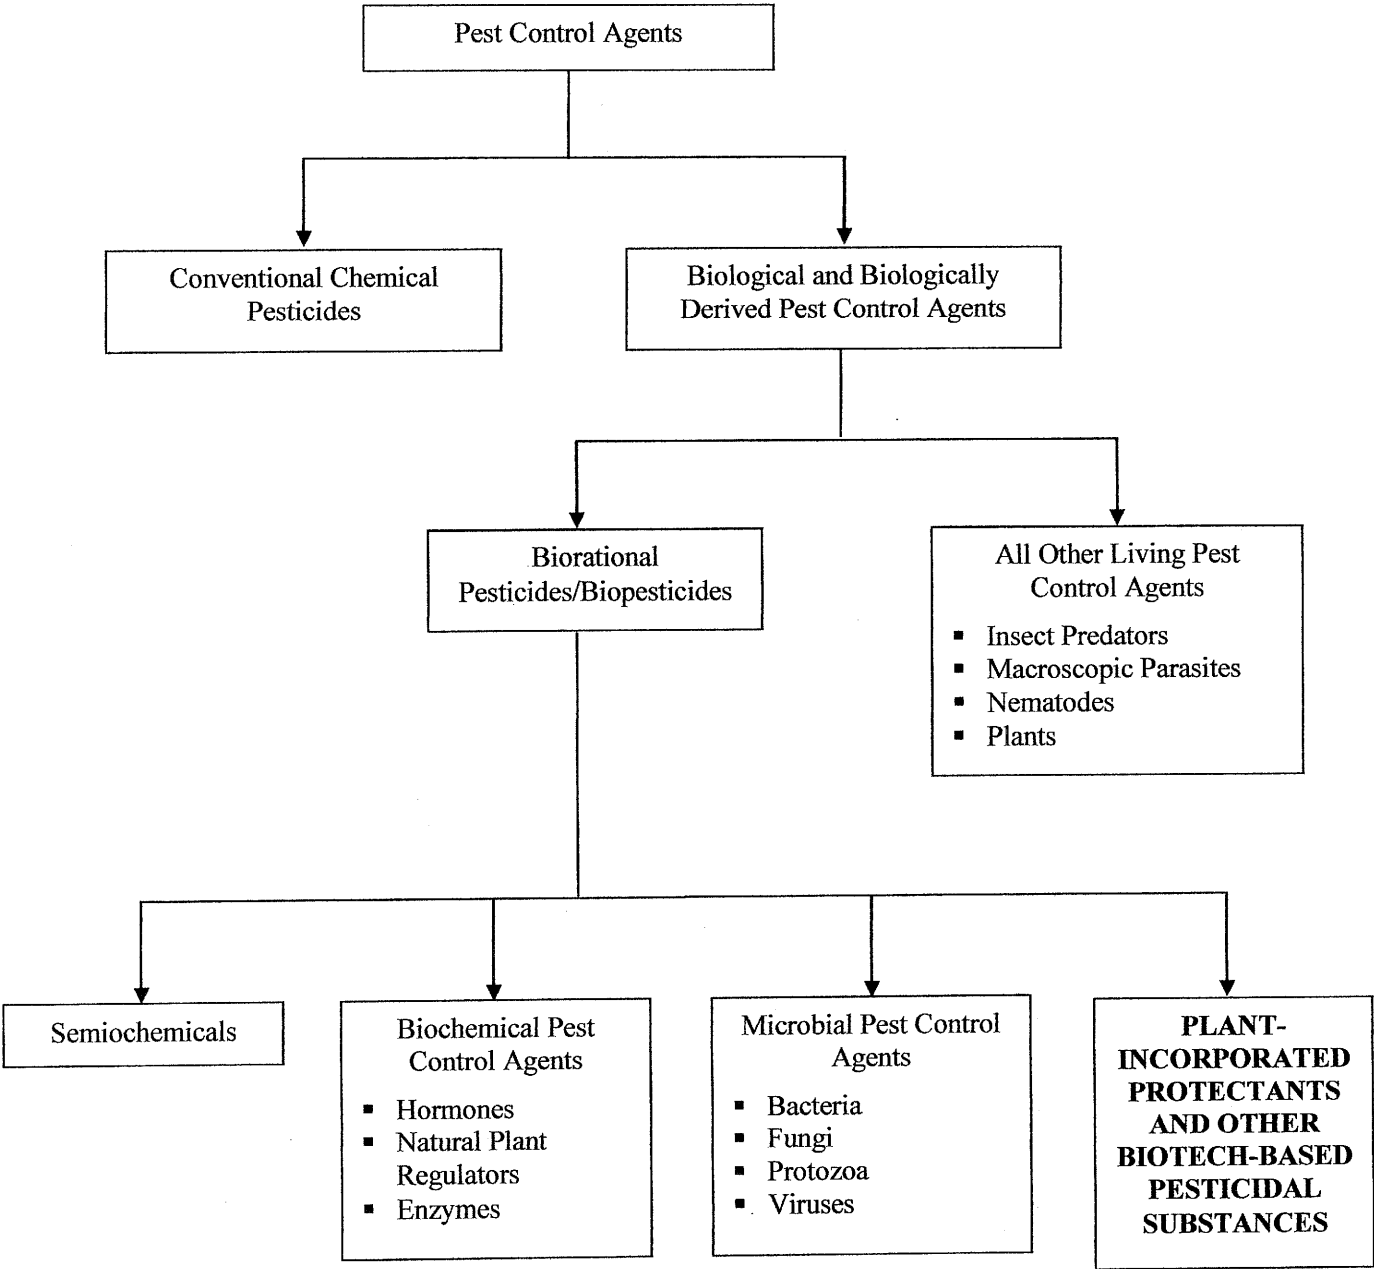 Pest Control Agents
Conventional Chemical
Pesticides
Biological and Biologically
Derived Pest Control Agents
Biorational
Pesticides/Biopesticides
All Other Living Pest
Control Agents
▪ Insect Predators
▪ Macroscopic Parasites
▪ Nematodes
▪ Plants
Semiochemicals
Biochemical Pest
Control Agents
▪ Hormones
▪ Natural Plant
Regulators
▪ Enzymes
Microbial Pest Control
Agents
▪ Bacteria
▪ Fungi
▪ Protozoa
▪ Viruses
PLANT-
INCORPORATED
PROTECTANTS
AND OTHER
BIOTECH-BASED
PESTICIDAL
SUBSTANCES